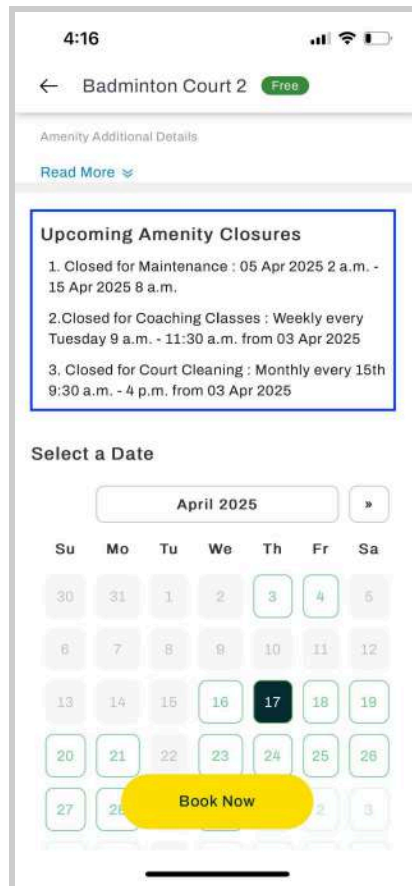 4:16
← Badminton Court 2 Free
Amenity Additional Details
Read More
Upcoming Amenity Closures
1. Closed for Maintenance : 05 Apr 2025 2 a.m. -
15 Apr 2025 8 a.m.
2.Closed for Coaching Classes : Weekly every
Tuesday 9 a.m. - 11:30 a.m. from 03 Apr 2025
3. Closed for Court Cleaning : Monthly every 15th
9:30 a.m. - 4 p.m. from 03 Apr 2025
Select a Date
April 2025 »
Su Mo Tu We Th Fr Sa
30 31 1 2 3 4 5
6 7 8 9 10 11 12
13 14 15 16 17 18 19
20 21 22 23 24 25 26
27 Book Now 2 3